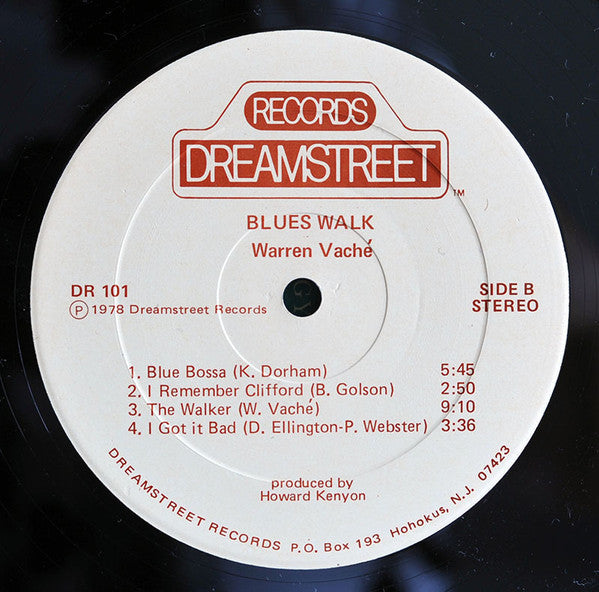 RECORDS
DREAMSTREET
TM
BLUES WALK
Warren Vaché
DR 101
Ⓟ 1978 Dreamstreet Records
SIDE B
STEREO
1. Blue Bossa (K. Dorham) 5:45
2. I Remember Clifford (B. Golson) 2:50
3. The Walker (W. Vaché) 9:10
4. I Got it Bad (D. Ellington-P. Webster) 3:36
produced by
Howard Kenyon
DREAMSTREET RECORDS P.O. Box 193 Hohokus, N.J. 07423